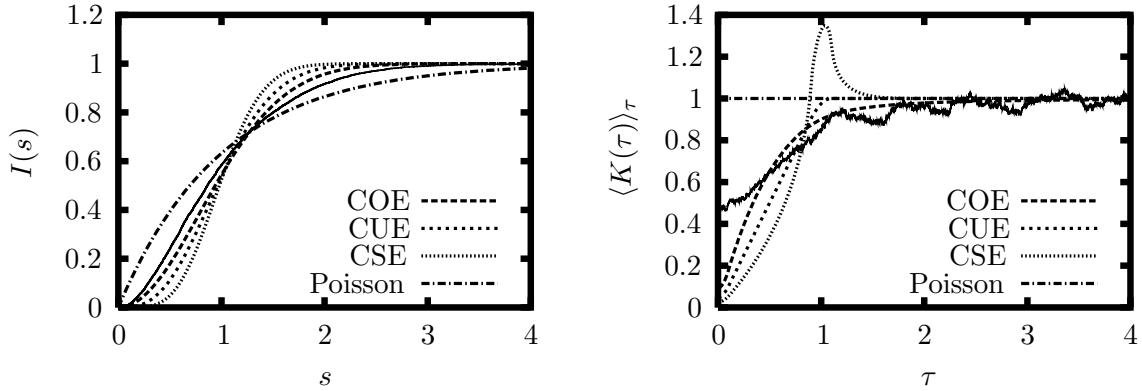 1.2
1
0.8
0.6
0.4
0.2
0
I(s)
COE
CUE
CSE
Poisson
0 1 2 3 4
s
1.4
1.2
1
0.8
0.6
0.4
0.2
0
⟨K(τ)⟩τ
COE
CUE
CSE
Poisson
0 1 2 3 4
τ